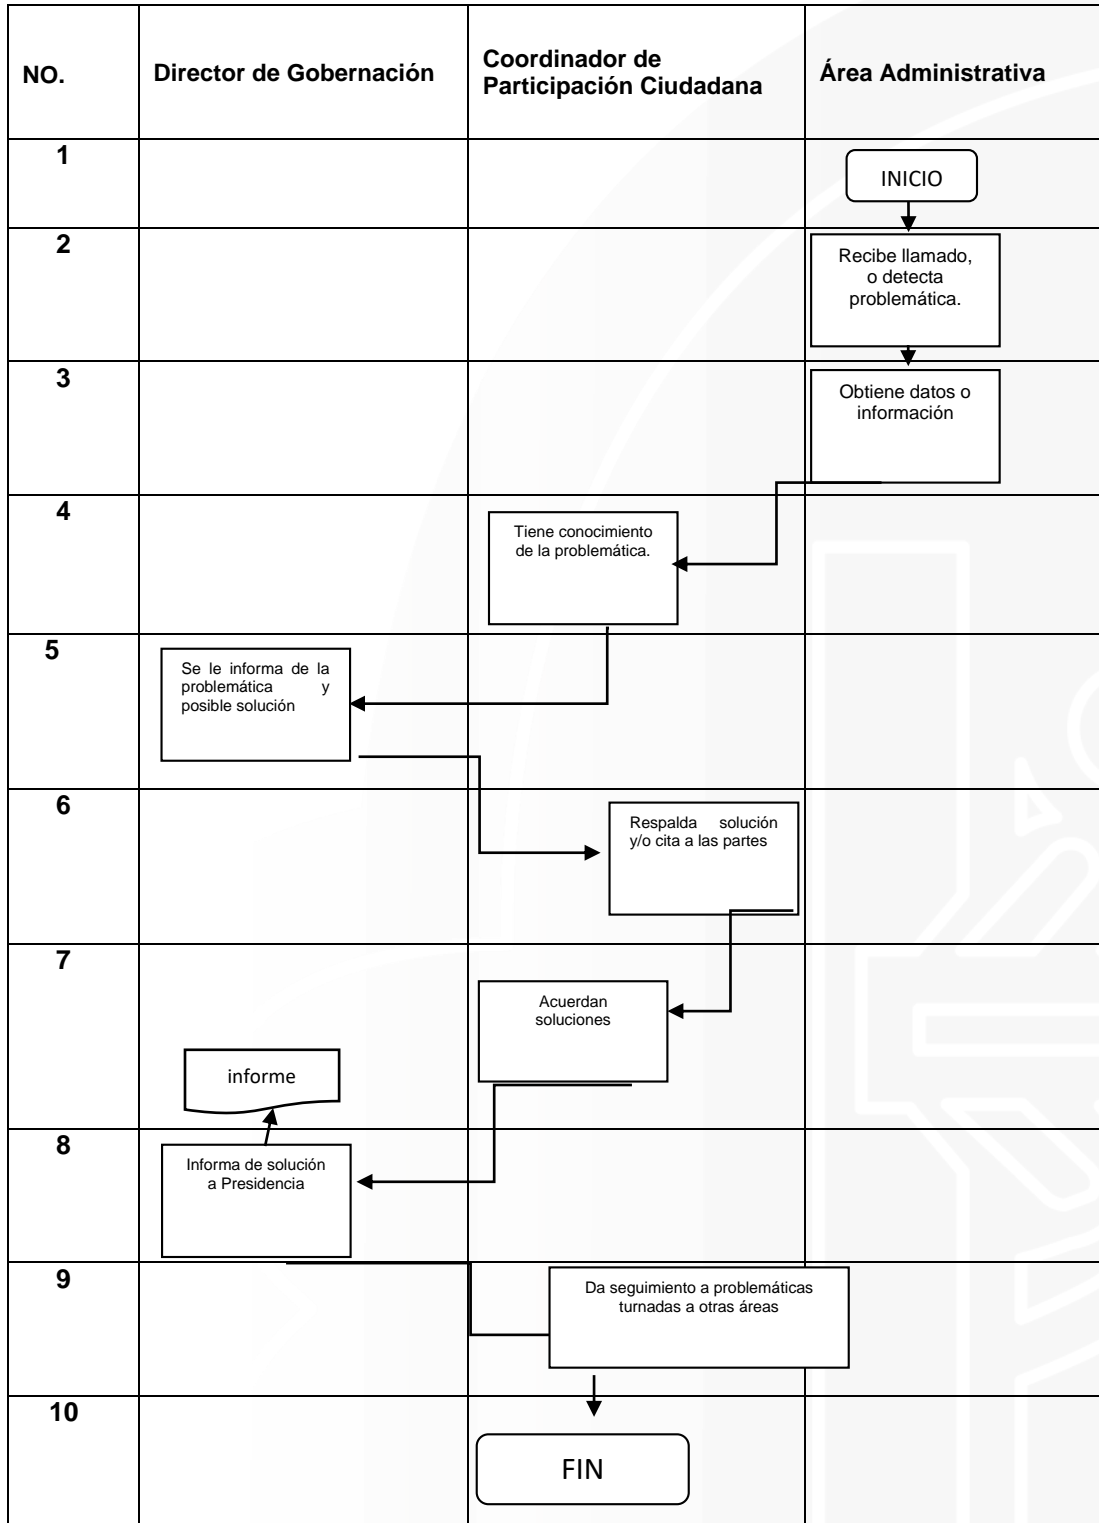 NO.
Director de Gobernación
Coordinador de
Participación Ciudadana
Área Administrativa
1
INICIO
2
Recibe llamado,
o detecta
problemática.
3
Obtiene datos o
información
4
Tiene conocimiento
de la problemática.
5
Se le informa de la
problemática y
posible solución
6
Respalda solución
y/o cita a las partes
7
Acuerdan
soluciones
informe
8
Informa de solución
a Presidencia
9
Da seguimiento a problemáticas
turnadas a otras áreas
10
FIN